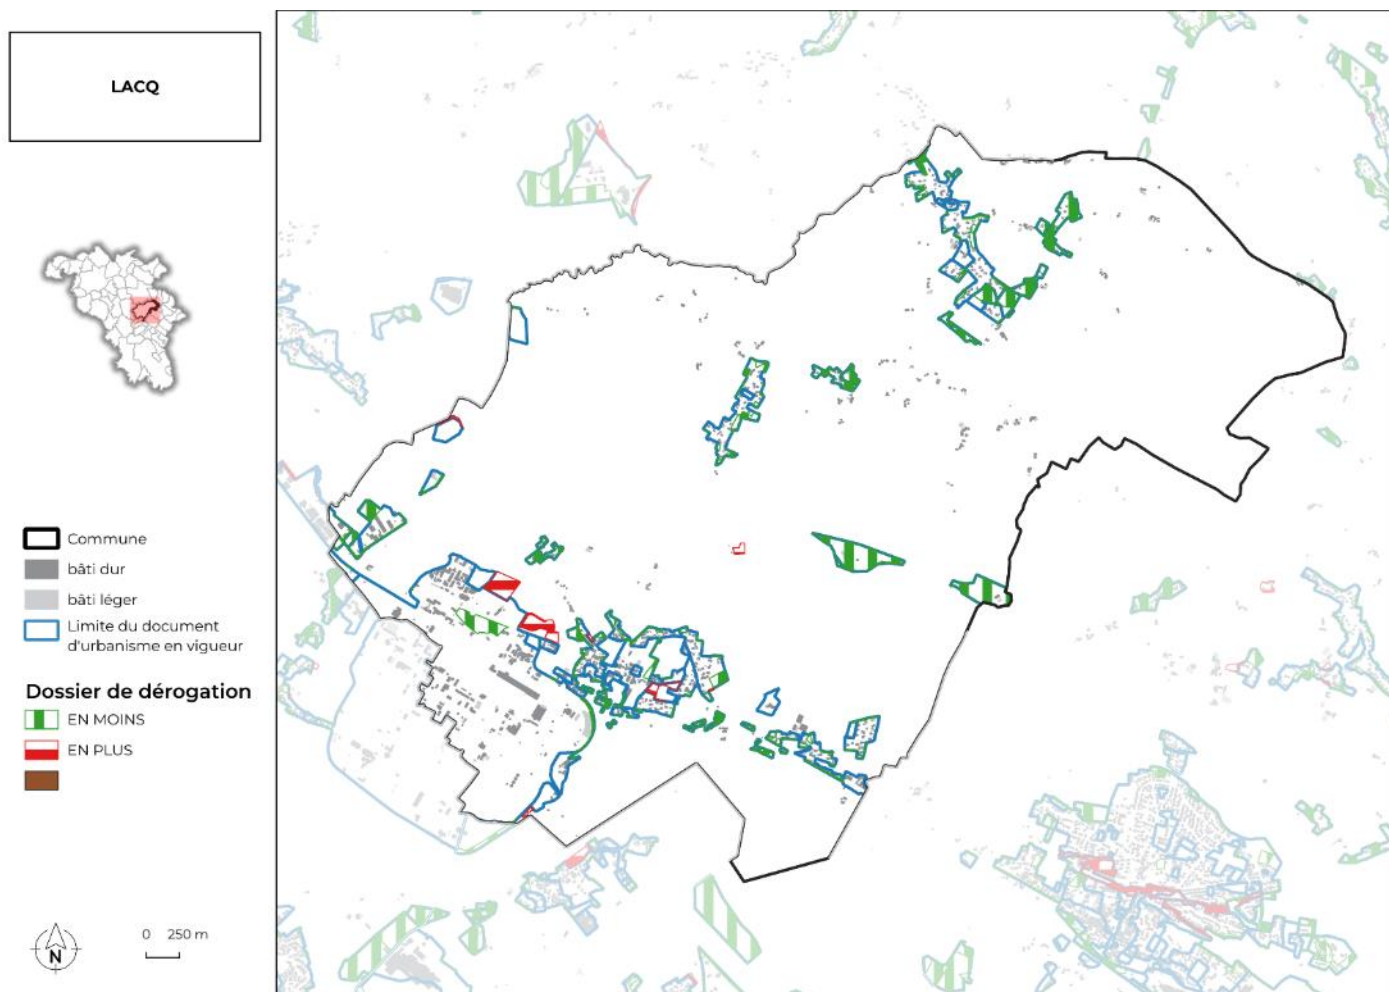 LACQ
Commune
bâti dur
bâti léger
Limite du document
d'urbanisme en vigueur
Dossier de dérogation
EN MOINS
EN PLUS
N
0 250 m